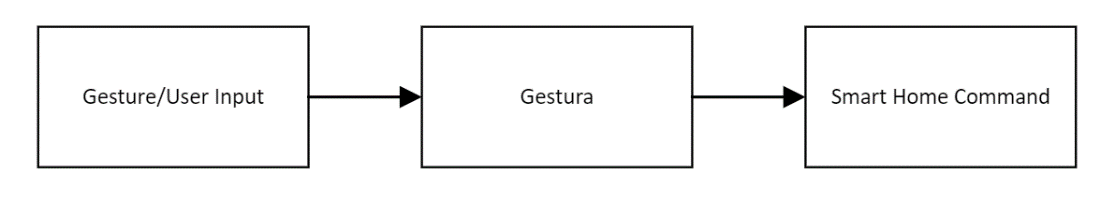 Gesture/User Input
Gestura
Smart Home Command